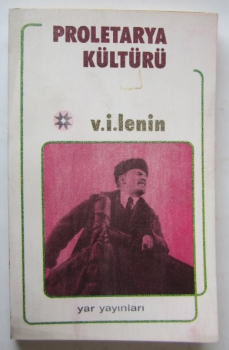 PROLETARYA
KÜLTÜRÜ
v.i.lenin
yar yayınları